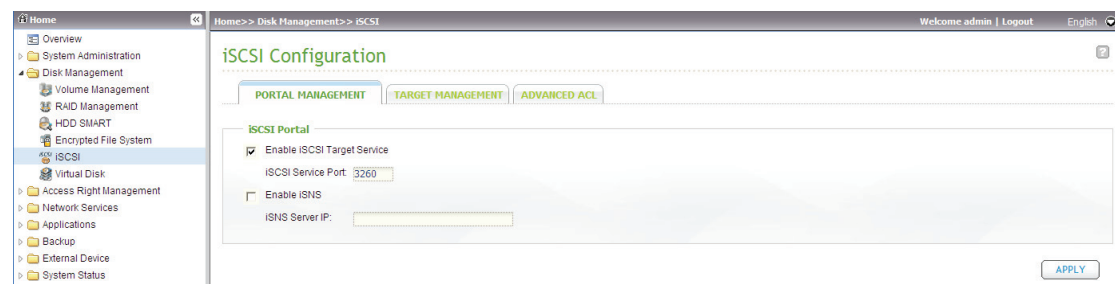 Home
Home>> Disk Management>> iSCSI
Welcome admin | Logout
English
Overview
System Administration
Disk Management
Volume Management
RAID Management
HDD SMART
Encrypted File System
iSCSI
Virtual Disk
Access Right Management
Network Services
Applications
Backup
External Device
System Status
iSCSI Configuration
PORTAL MANAGEMENT
TARGET MANAGEMENT
ADVANCED ACL
iSCSI Portal
Enable iSCSI Target Service
iSCSI Service Port: 3260
Enable iSNS
iSNS Server IP:
APPLY